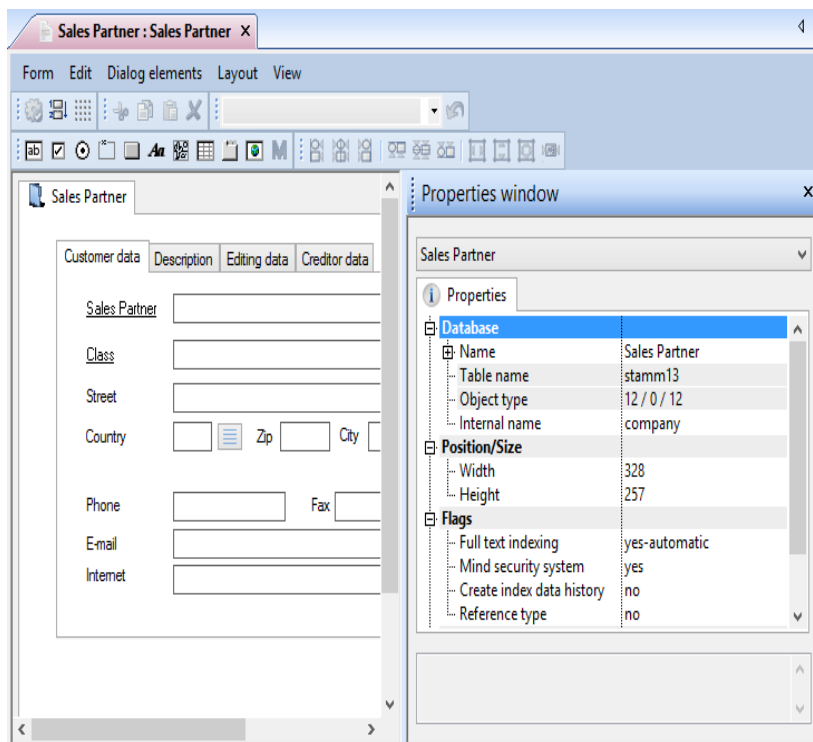 Sales Partner : Sales Partner X
Form Edit Dialog elements Layout View
ab Aa M
Sales Partner
Customer data Description Editing data Creditor data
Sales Partner
Class
Street
Country Zip City
Phone Fax
E-mail
Internet
Properties window x
Sales Partner
i Properties
Database
Name Sales Partner
Table name stamm13
Object type 12 / 0 / 12
Internal name company
Position/Size
Width 328
Height 257
Flags
Full text indexing yes-automatic
Mind security system yes
Create index data history no
Reference type no